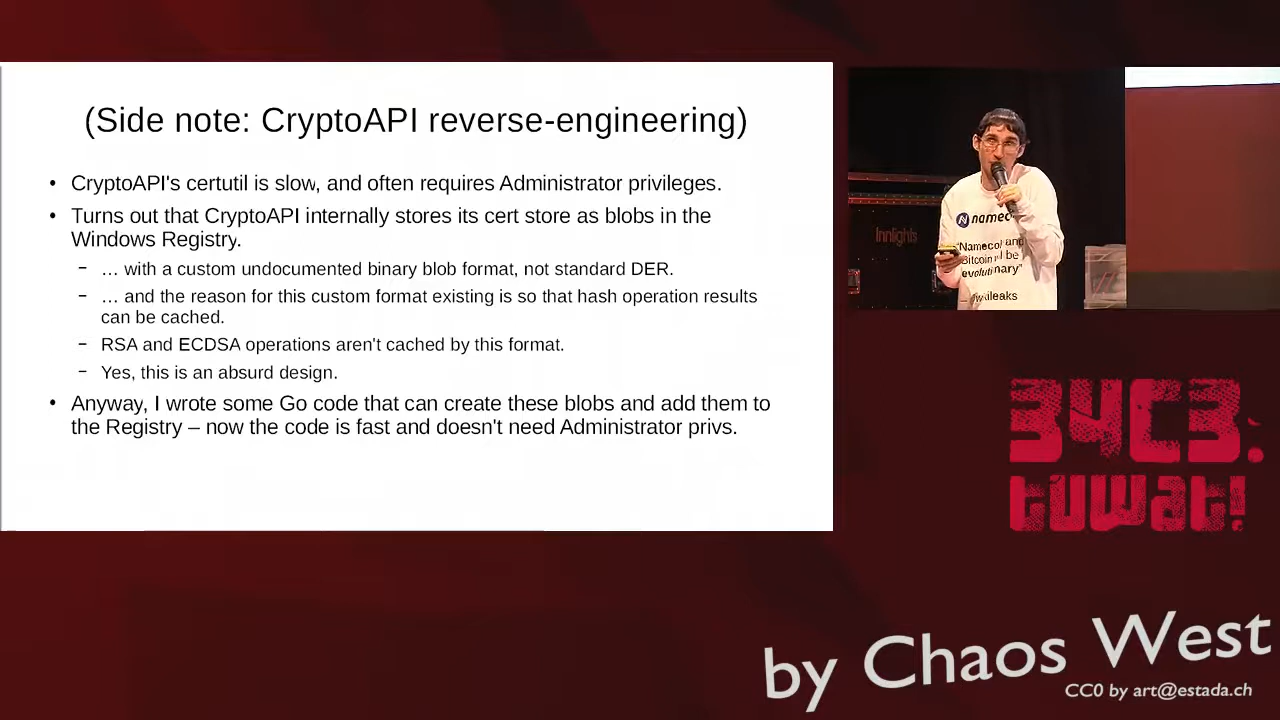 (Side note: CryptoAPI reverse-engineering)
• CryptoAPI's certutil is slow, and often requires Administrator privileges.
• Turns out that CryptoAPI internally stores its cert store as blobs in the
Windows Registry.
– … with a custom undocumented binary blob format, not standard DER.
– … and the reason for this custom format existing is so that hash operation results
can be cached.
– RSA and ECDSA operations aren't cached by this format.
– Yes, this is an absurd design.
• Anyway, I wrote some Go code that can create these blobs and add them to
the Registry – now the code is fast and doesn't need Administrator privs.
Innlights
"Namecoi and
Bitcoin
be
34C3:
tuwat!
by Chaos West
CC0 by art@estada.ch